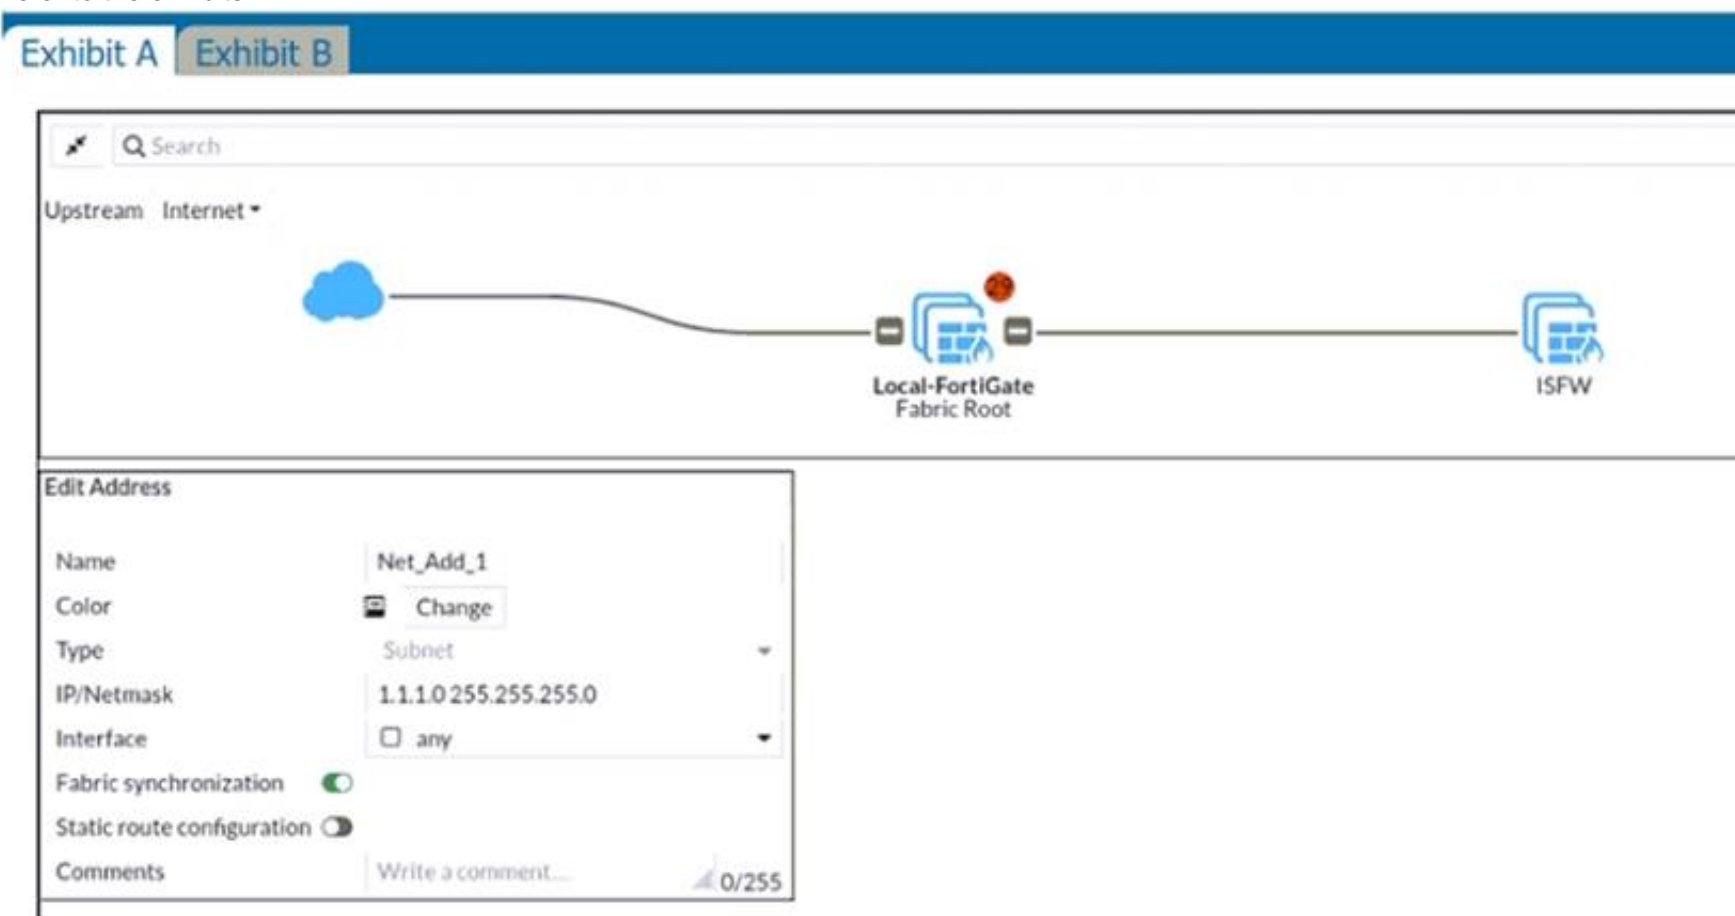 Exhibit A Exhibit B
Search
Upstream Internet
29
Local-FortiGate
Fabric Root
ISFW
Edit Address
Name Net_Add_1
Color Change
Type Subnet
IP/Netmask 1.1.1.0 255.255.255.0
Interface any
Fabric synchronization
Static route configuration
Comments Write a comment... 0/255